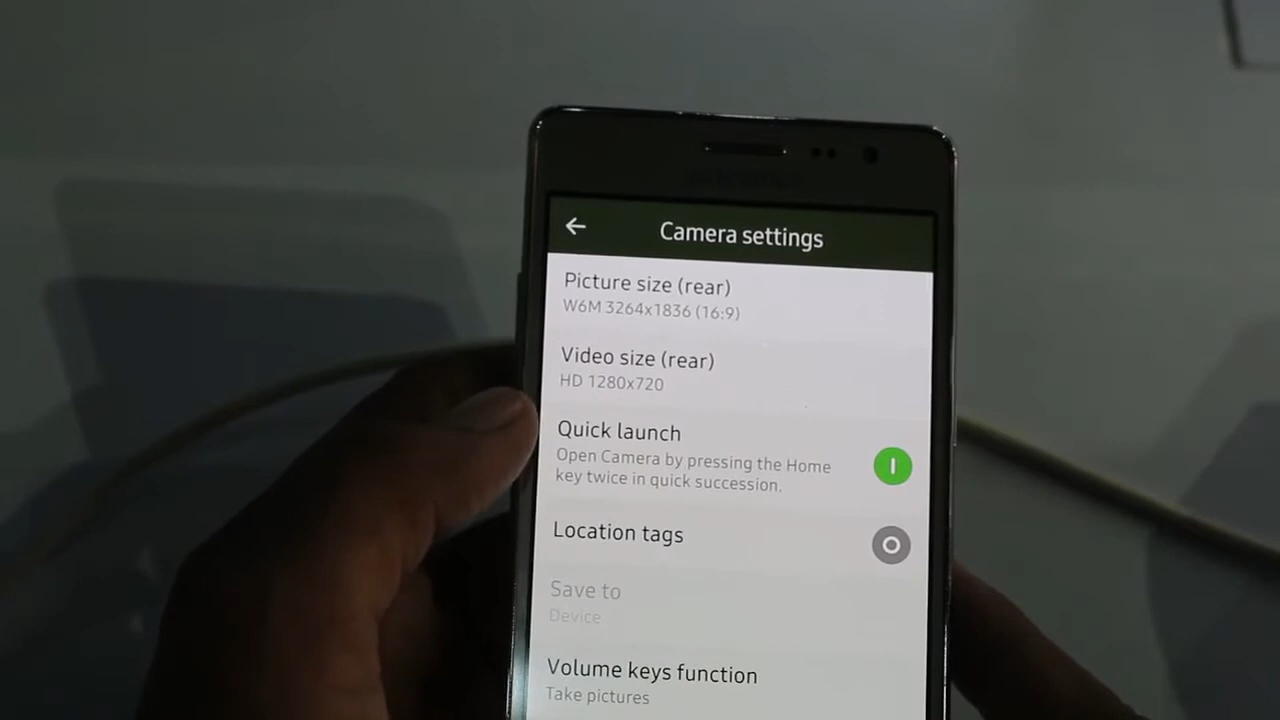 Camera settings
Picture size (rear)
W6M 3264x1836 (16:9)
Video size (rear)
HD 1280x720
Quick launch
Open Camera by pressing the Home
key twice in quick succession.
Location tags
Save to
Device
Volume keys function
Take pictures